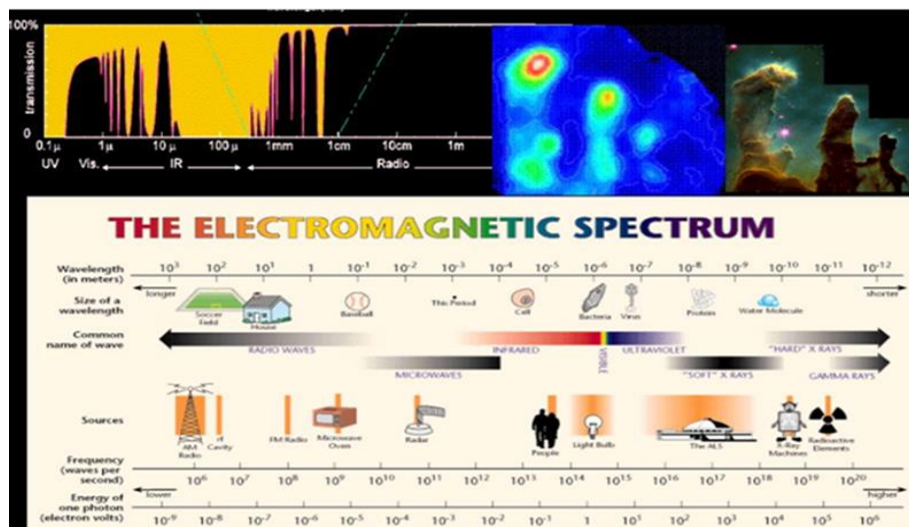 100%
transmission
0
0.1μ 1μ 10 μ 100 μ 1mm 1cm 10cm 1m
UV Vis. IR Radio
THE ELECTROMAGNETIC SPECTRUM
Wavelength
(in meters)
10³ 10² 10¹ 1 10⁻¹ 10⁻² 10⁻³ 10⁻⁴ 10⁻⁵ 10⁻⁶ 10⁻⁷ 10⁻⁸ 10⁻⁹ 10⁻¹⁰ 10⁻¹¹ 10⁻¹²
longer shorter
Size of a
wavelength
Soccer
Field
House
Baseball
This Period
Cell
Bacteria
Virus
Protein
Water Molecule
Common
name of wave
RADIO WAVES INFRARED VISIBLE ULTRAVIOLET "HARD" X RAYS
MICROWAVES "SOFT" X RAYS GAMMA RAYS
Sources
AM
Radio
rf
Cavity
FM Radio
Microwave
Oven
Radar
People
Light Bulb
The ALS
X-Ray
Machines
Radioactive
Elements
Frequency
(waves per
second)
10⁶ 10⁷ 10⁸ 10⁹ 10¹⁰ 10¹¹ 10¹² 10¹³ 10¹⁴ 10¹⁵ 10¹⁶ 10¹⁷ 10¹⁸ 10¹⁹ 10²⁰
lower higher
Energy of
one photon
(electron volts)
10⁻⁹ 10⁻⁸ 10⁻⁷ 10⁻⁶ 10⁻⁵ 10⁻⁴ 10⁻³ 10⁻² 10⁻¹ 1 10¹ 10² 10³ 10⁴ 10⁵ 10⁶